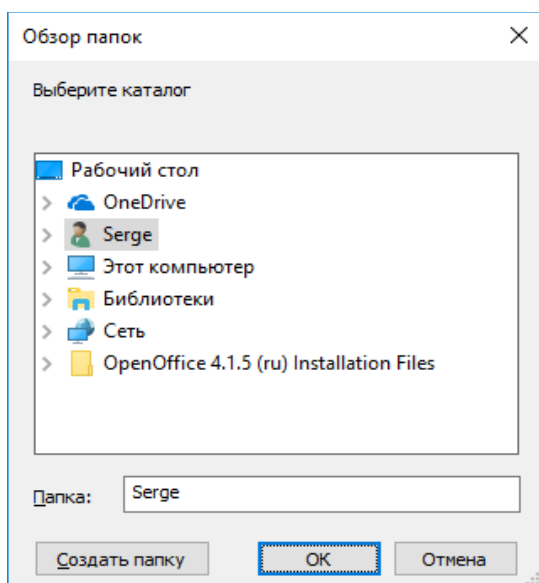 Обзор папок
Выберите каталог
Рабочий стол
OneDrive
Serge
Этот компьютер
Библиотеки
Сеть
OpenOffice 4.1.5 (ru) Installation Files
Папка:
Serge
Создать папку
ОК
Отмена